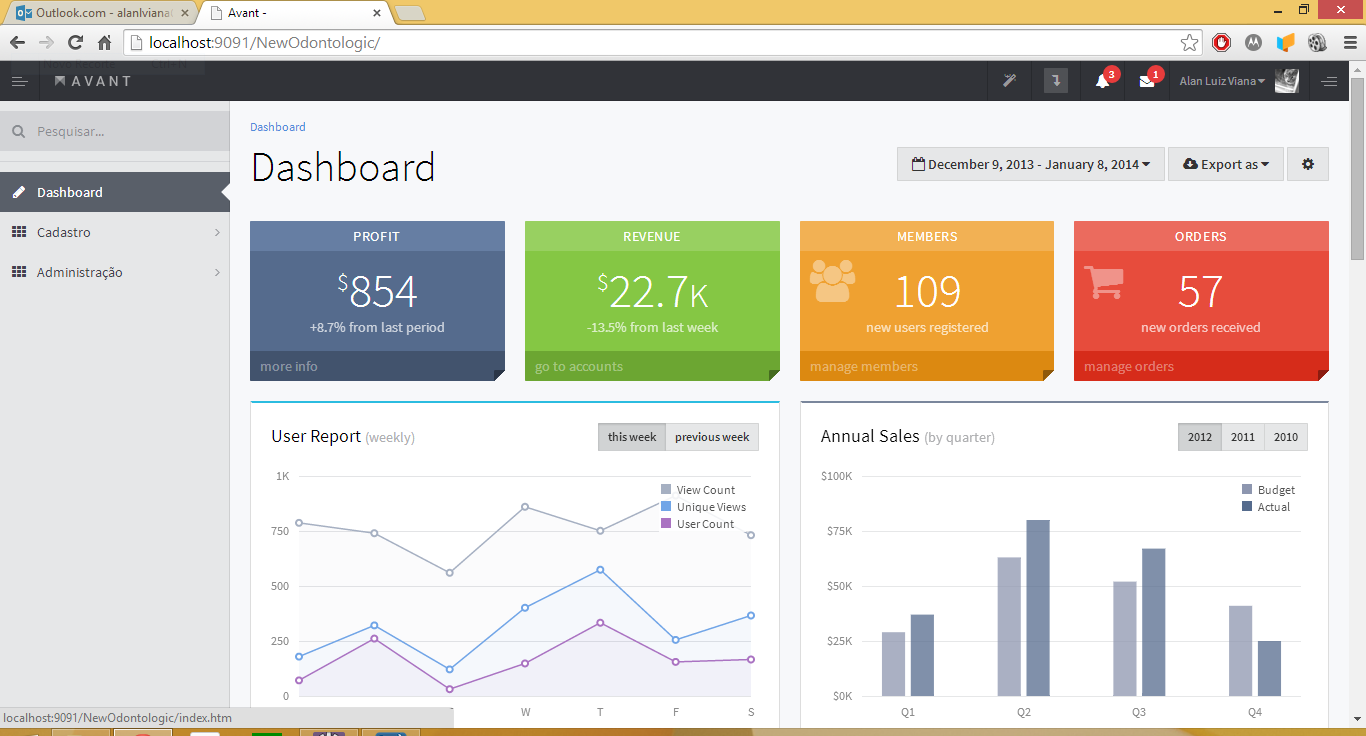 Outlook.com - alanlviana
Avant -
localhost:9091/NewOdontologic/
AVANT
3
1
Alan Luiz Viana
Pesquisar...
Dashboard
Cadastro
Administração
Dashboard
Dashboard
December 9, 2013 - January 8, 2014
Export as
PROFIT
$854
+8.7% from last period
more info
REVENUE
$22.7K
-13.5% from last week
go to accounts
MEMBERS
109
new users registered
manage members
ORDERS
57
new orders received
manage orders
User Report (weekly)
this week previous week
1K
750
500
250
0
View Count
Unique Views
User Count
W T F S
Annual Sales (by quarter)
2012 2011 2010
$100K
$75K
$50K
$25K
$0K
Budget
Actual
Q1 Q2 Q3 Q4
localhost:9091/NewOdontologic/index.htm